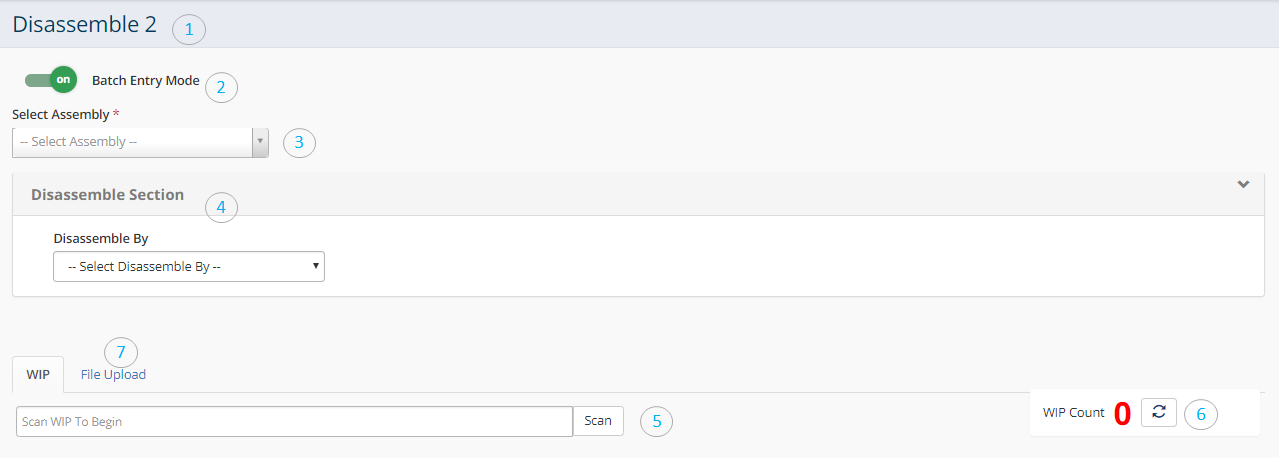 Disassemble 2 1
on Batch Entry Mode 2
Select Assembly *
-- Select Assembly -- 3
Disassemble Section 4
Disassemble By
-- Select Disassemble By --
7
WIP File Upload
Scan WIP To Begin Scan 5 WIP Count 0 6